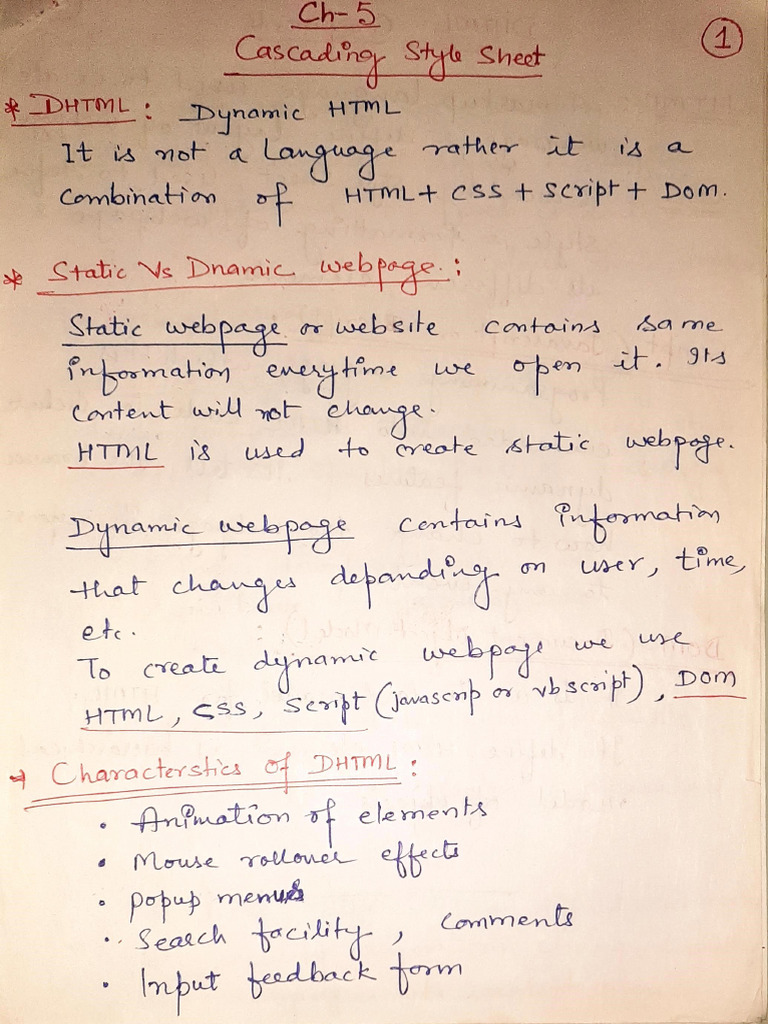 Ch-5
Cascading Style Sheet
1
* DHTML : Dynamic HTML
It is not a Language rather it is a
Combination of HTML + CSS + Script + DOM.
* Static Vs Dnamic webpage :
Static webpage or website contains same
information everytime we open it. Its
content will not change.
HTML is used to create static webpage.
Dynamic webpage contains information
that changes depanding on user, time,
etc.
To create dynamic webpage we use
HTML, CSS, Script (javascrip or vbscript), DOM
→ Characterstics of DHTML :
• Animation of elements
• Mouse rollover effects
• Popup menus
• Search facility, comments
• Input feedback form